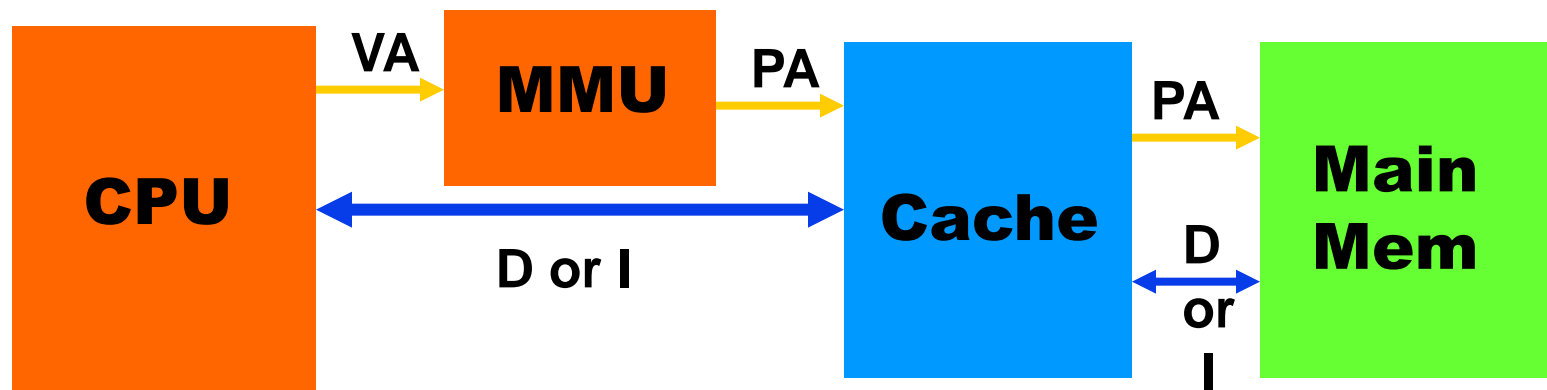 CPU
VA
MMU
PA
D or I
Cache
PA
D
or
I
Main
Mem